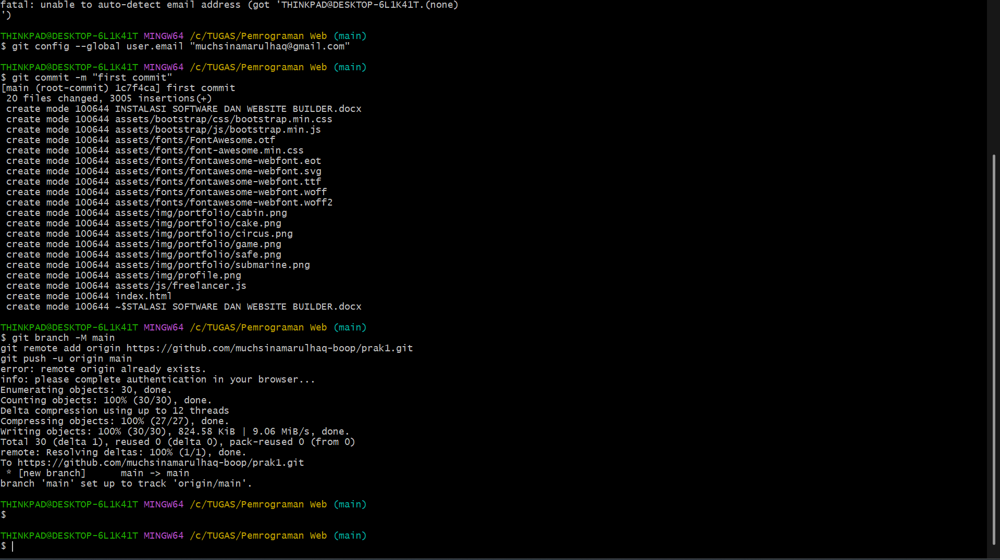 fatal: unable to auto-detect email address (got 'THINKPAD@DESKTOP-6L1K41T.(none)
')
THINKPAD@DESKTOP-6L1K41T MINGW64 /c/TUGAS/Pemrograman Web (main)
$ git config --global user.email "muchsinamarulhaq@gmail.com"
THINKPAD@DESKTOP-6L1K41T MINGW64 /c/TUGAS/Pemrograman Web (main)
$ git commit -m "first commit"
[main (root-commit) 1c7f4ca] first commit
 20 files changed, 3005 insertions(+)
 create mode 100644 INSTALASI SOFTWARE DAN WEBSITE BUILDER.docx
 create mode 100644 assets/bootstrap/css/bootstrap.min.css
 create mode 100644 assets/bootstrap/js/bootstrap.min.js
 create mode 100644 assets/fonts/FontAwesome.otf
 create mode 100644 assets/fonts/font-awesome.min.css
 create mode 100644 assets/fonts/fontawesome-webfont.eot
 create mode 100644 assets/fonts/fontawesome-webfont.svg
 create mode 100644 assets/fonts/fontawesome-webfont.ttf
 create mode 100644 assets/fonts/fontawesome-webfont.woff
 create mode 100644 assets/fonts/fontawesome-webfont.woff2
 create mode 100644 assets/img/portfolio/cabin.png
 create mode 100644 assets/img/portfolio/cake.png
 create mode 100644 assets/img/portfolio/circus.png
 create mode 100644 assets/img/portfolio/game.png
 create mode 100644 assets/img/portfolio/safe.png
 create mode 100644 assets/img/portfolio/submarine.png
 create mode 100644 assets/img/profile.png
 create mode 100644 assets/js/freelancer.js
 create mode 100644 index.html
 create mode 100644 ~$STALASI SOFTWARE DAN WEBSITE BUILDER.docx
THINKPAD@DESKTOP-6L1K41T MINGW64 /c/TUGAS/Pemrograman Web (main)
$ git branch -M main
git remote add origin https://github.com/muchsinamarulhaq-boop/prak1.git
git push -u origin main
error: remote origin already exists.
info: please complete authentication in your browser...
Enumerating objects: 30, done.
Counting objects: 100% (30/30), done.
Delta compression using up to 12 threads
Compressing objects: 100% (27/27), done.
Writing objects: 100% (30/30), 824.58 KiB | 9.06 MiB/s, done.
Total 30 (delta 1), reused 0 (delta 0), pack-reused 0 (from 0)
remote: Resolving deltas: 100% (1/1), done.
To https://github.com/muchsinamarulhaq-boop/prak1.git
 * [new branch]      main -> main
branch 'main' set up to track 'origin/main'.
THINKPAD@DESKTOP-6L1K41T MINGW64 /c/TUGAS/Pemrograman Web (main)
$
THINKPAD@DESKTOP-6L1K41T MINGW64 /c/TUGAS/Pemrograman Web (main)
$